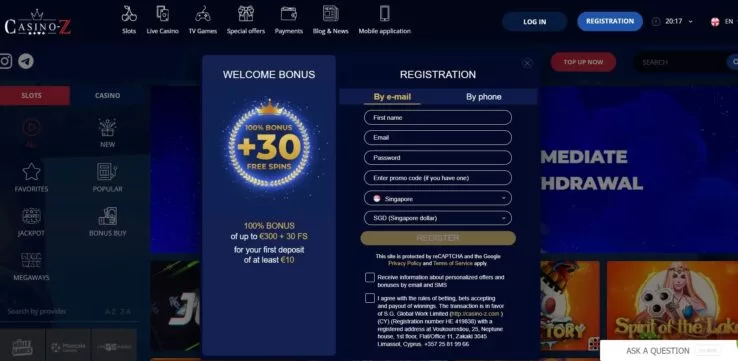 CASINO-Z
Slots
Live Casino
TV Games
Special offers
Payments
Blog & News
Mobile application
LOG IN
REGISTRATION
20:17
EN
TOP UP NOW
SEARCH
SLOTS
CASINO
ALL
NEW
FAVORITES
POPULAR
JACKPOT
BONUS BUY
MEGAWAYS
Search by provider
A-Z
Z-A
WELCOME BONUS
100% BONUS
+30
FREE SPINS
100% BONUS
of up to €300 + 30 FS
for your first deposit
of at least €10
REGISTRATION
By e-mail
By phone
First name
Email
Password
Enter promo code (if you have one)
Singapore
SGD (Singapore dollar)
REGISTER
This site is protected by reCAPTCHA and the Google
Privacy Policy and Terms of Service apply.
Receive information about personalized offers and
bonuses by email and SMS
I agree with the rules of betting, bets accepting
and payout of winnings. The transaction is in favor
of S.G. Global Work Limited (http://casino-z.com )
(CY) (Registration number HE 419838) with a
registered address at Voukourestiou, 25, Neptune
house, 1st floor, Flat/Office 11, Zakaki 3045
Limassol, Cyprus. +357 25 81 99 66
MEDIATE
HDRAWAL
TORY
Spirit of the Lake
ASK A QUESTION